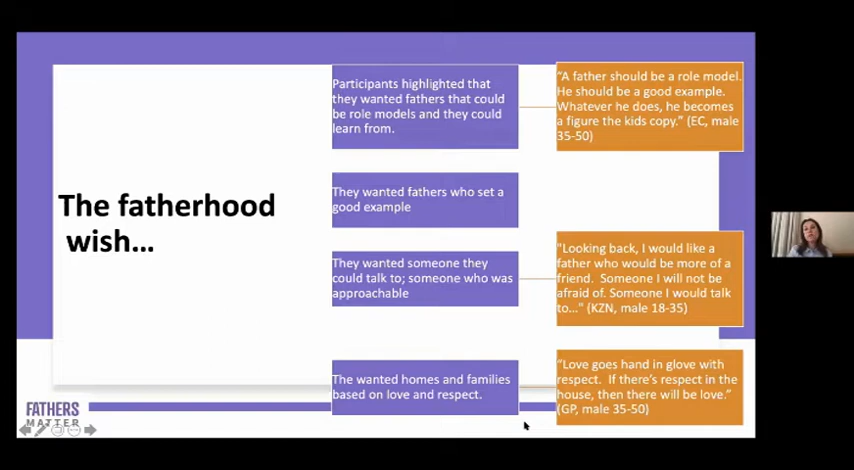 The fatherhood
wish...
Participants highlighted that
they wanted fathers that could
be role models and they could
learn from.
"A father should be a role model.
He should be a good example.
Whatever he does, he becomes
a figure the kids copy." (EC, male
35-50)
They wanted fathers who set a
good example
They wanted someone they
could talk to; someone who was
approachable
"Looking back, I would like a
father who would be more of a
friend. Someone I will not be
afraid of. Someone I would talk
to..." (KZN, male 18-35)
The wanted homes and families
based on love and respect.
"Love goes hand in glove with
respect. If there's respect in the
house, then there will be love."
(GP, male 35-50)
FATHERS
MATTER